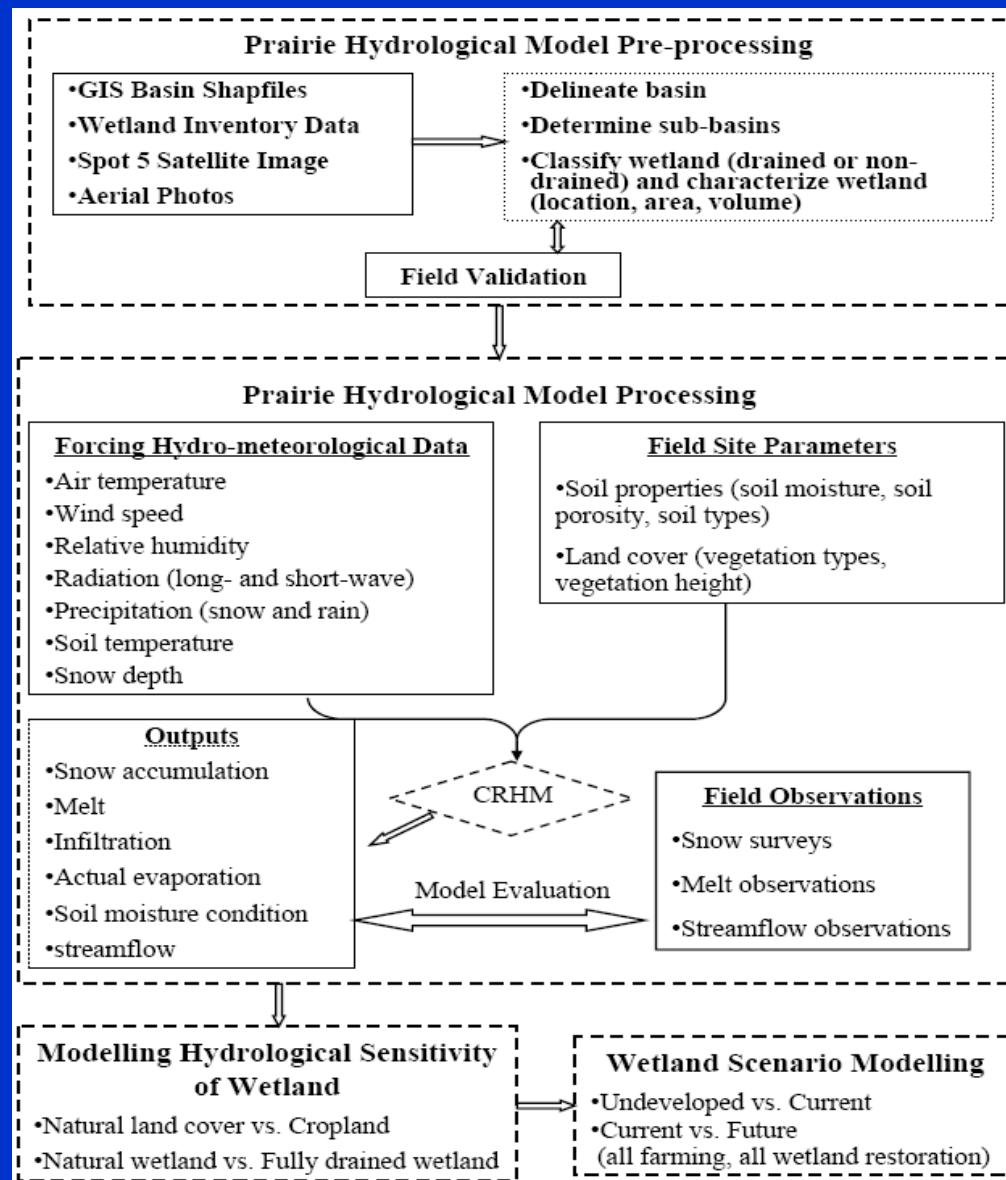 Prairie Hydrological Model Pre-processing
•GIS Basin Shapfiles
•Wetland Inventory Data
•Spot 5 Satellite Image
•Aerial Photos
•Delineate basin
•Determine sub-basins
•Classify wetland (drained or non-
drained) and characterize wetland
(location, area, volume)
Field Validation
Prairie Hydrological Model Processing
Forcing Hydro-meteorological Data
•Air temperature
•Wind speed
•Relative humidity
•Radiation (long- and short-wave)
•Precipitation (snow and rain)
•Soil temperature
•Snow depth
Field Site Parameters
•Soil properties (soil moisture, soil
porosity, soil types)
•Land cover (vegetation types,
vegetation height)
CRHM
Outputs
•Snow accumulation
•Melt
•Infiltration
•Actual evaporation
•Soil moisture condition
•streamflow
Model Evaluation
Field Observations
•Snow surveys
•Melt observations
•Streamflow observations
Modelling Hydrological Sensitivity
of Wetland
•Natural land cover vs. Cropland
•Natural wetland vs. Fully drained wetland
Wetland Scenario Modelling
•Undeveloped vs. Current
•Current vs. Future
(all farming, all wetland restoration)